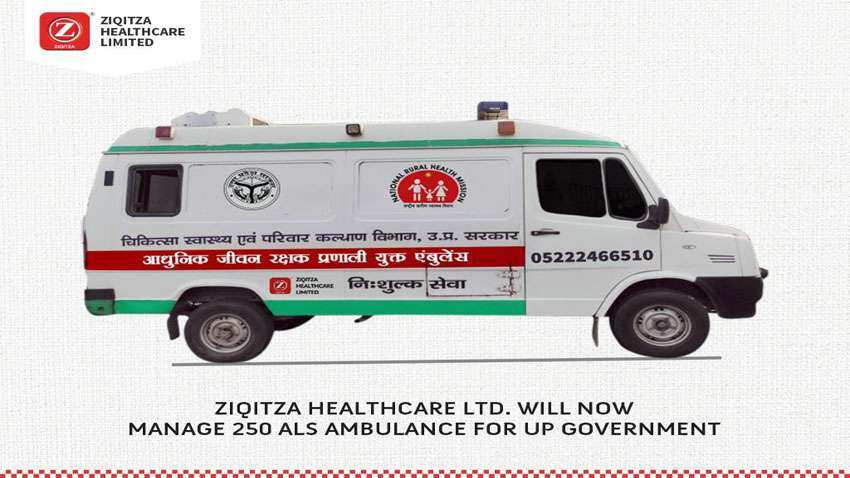 ZIQITZA
HEALTHCARE
LIMITED
Z
ZIQITZA
NATIONAL RURAL HEALTH MISSION
चिकित्सा स्वास्थ्य एवं परिवार कल्याण विभाग, उ.प्र. सरकार
आधुनिक जीवन रक्षक प्रणाली युक्त एंबुलेंस
05222466510
ZIQITZA
HEALTHCARE
LIMITED
निःशुल्क सेवा
ZIQITZA HEALTHCARE LTD. WILL NOW
MANAGE 250 ALS AMBULANCE FOR UP GOVERNMENT